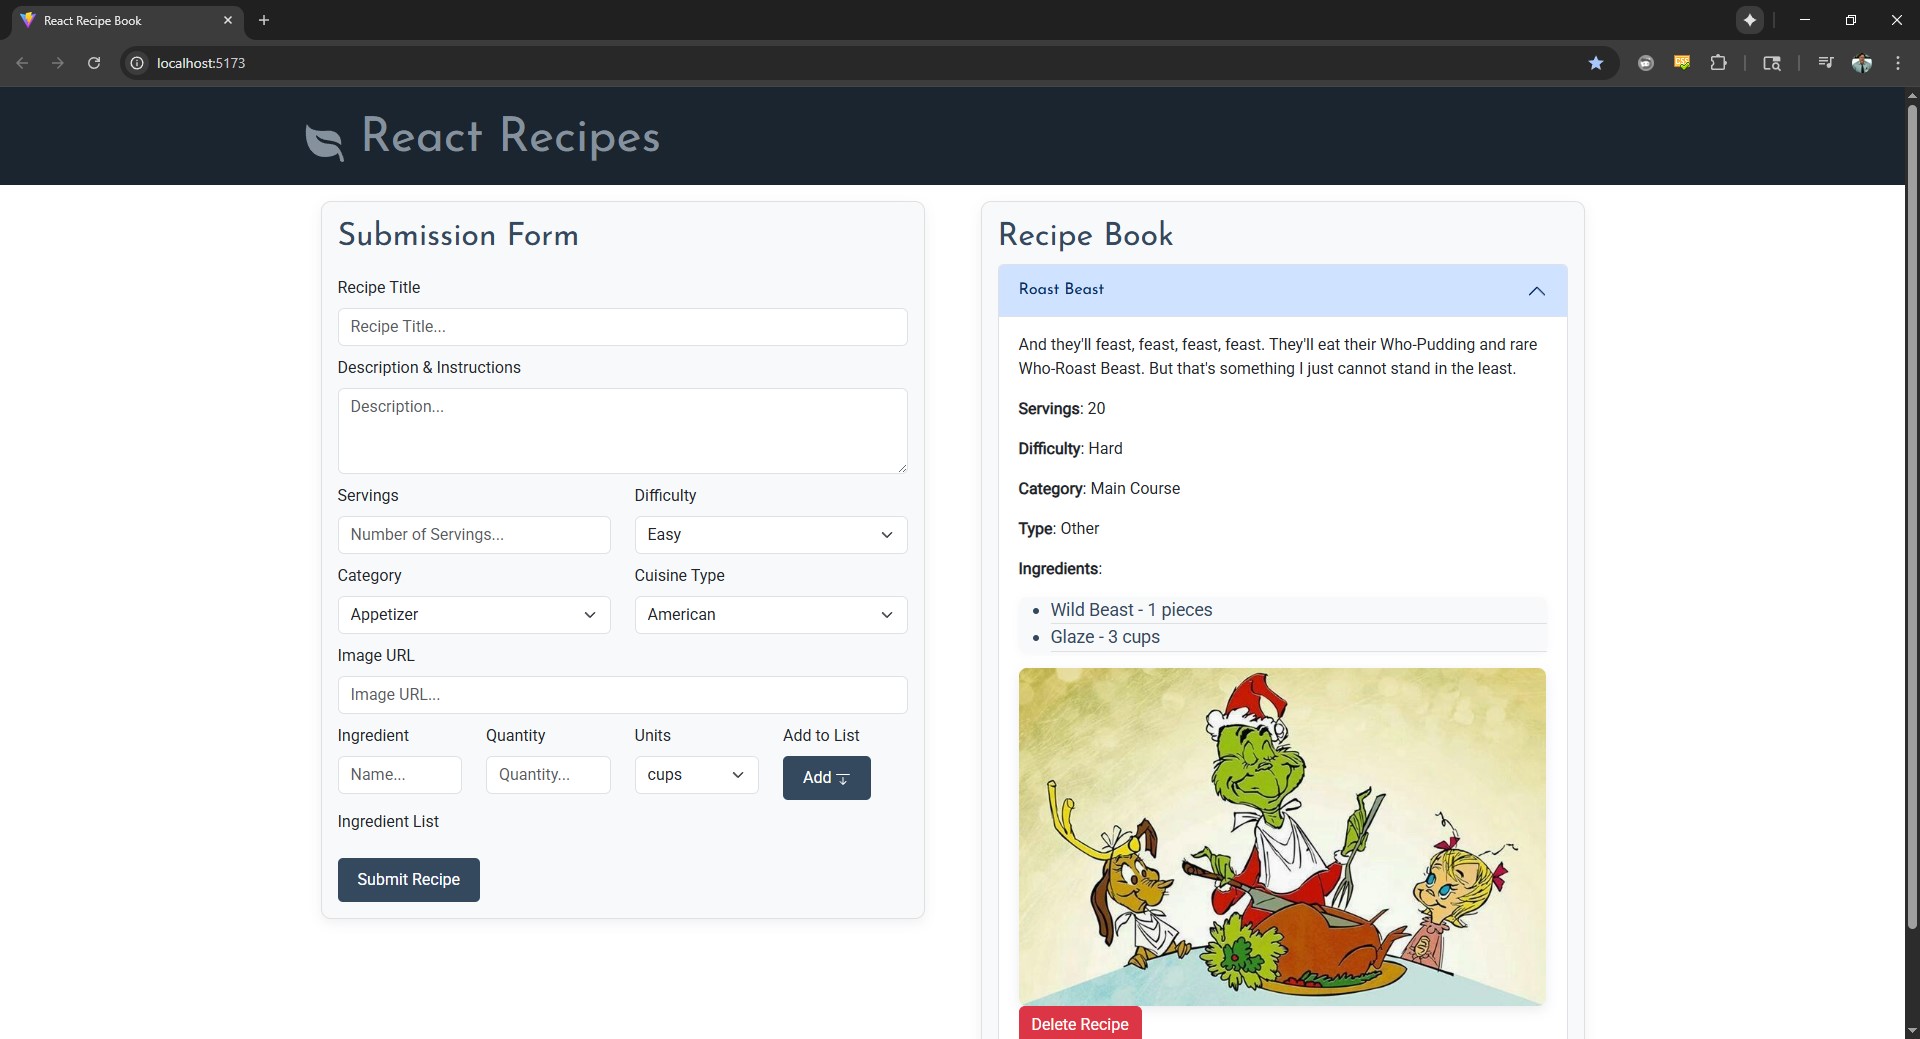 React Recipe Book
localhost:5173
React Recipes
Submission Form
Recipe Title
Recipe Title...
Description & Instructions
Description...
Servings
Difficulty
Number of Servings...
Easy
Category
Cuisine Type
Appetizer
American
Image URL
Image URL...
Ingredient
Quantity
Units
Add to List
Name...
Quantity...
cups
Add
Ingredient List
Submit Recipe
Recipe Book
Roast Beast
And they'll feast, feast, feast, feast. They'll eat their Who-Pudding and rare
Who-Roast Beast. But that's something I just cannot stand in the least.
Servings: 20
Difficulty: Hard
Category: Main Course
Type: Other
Ingredients:
Wild Beast - 1 pieces
Glaze - 3 cups
Delete Recipe